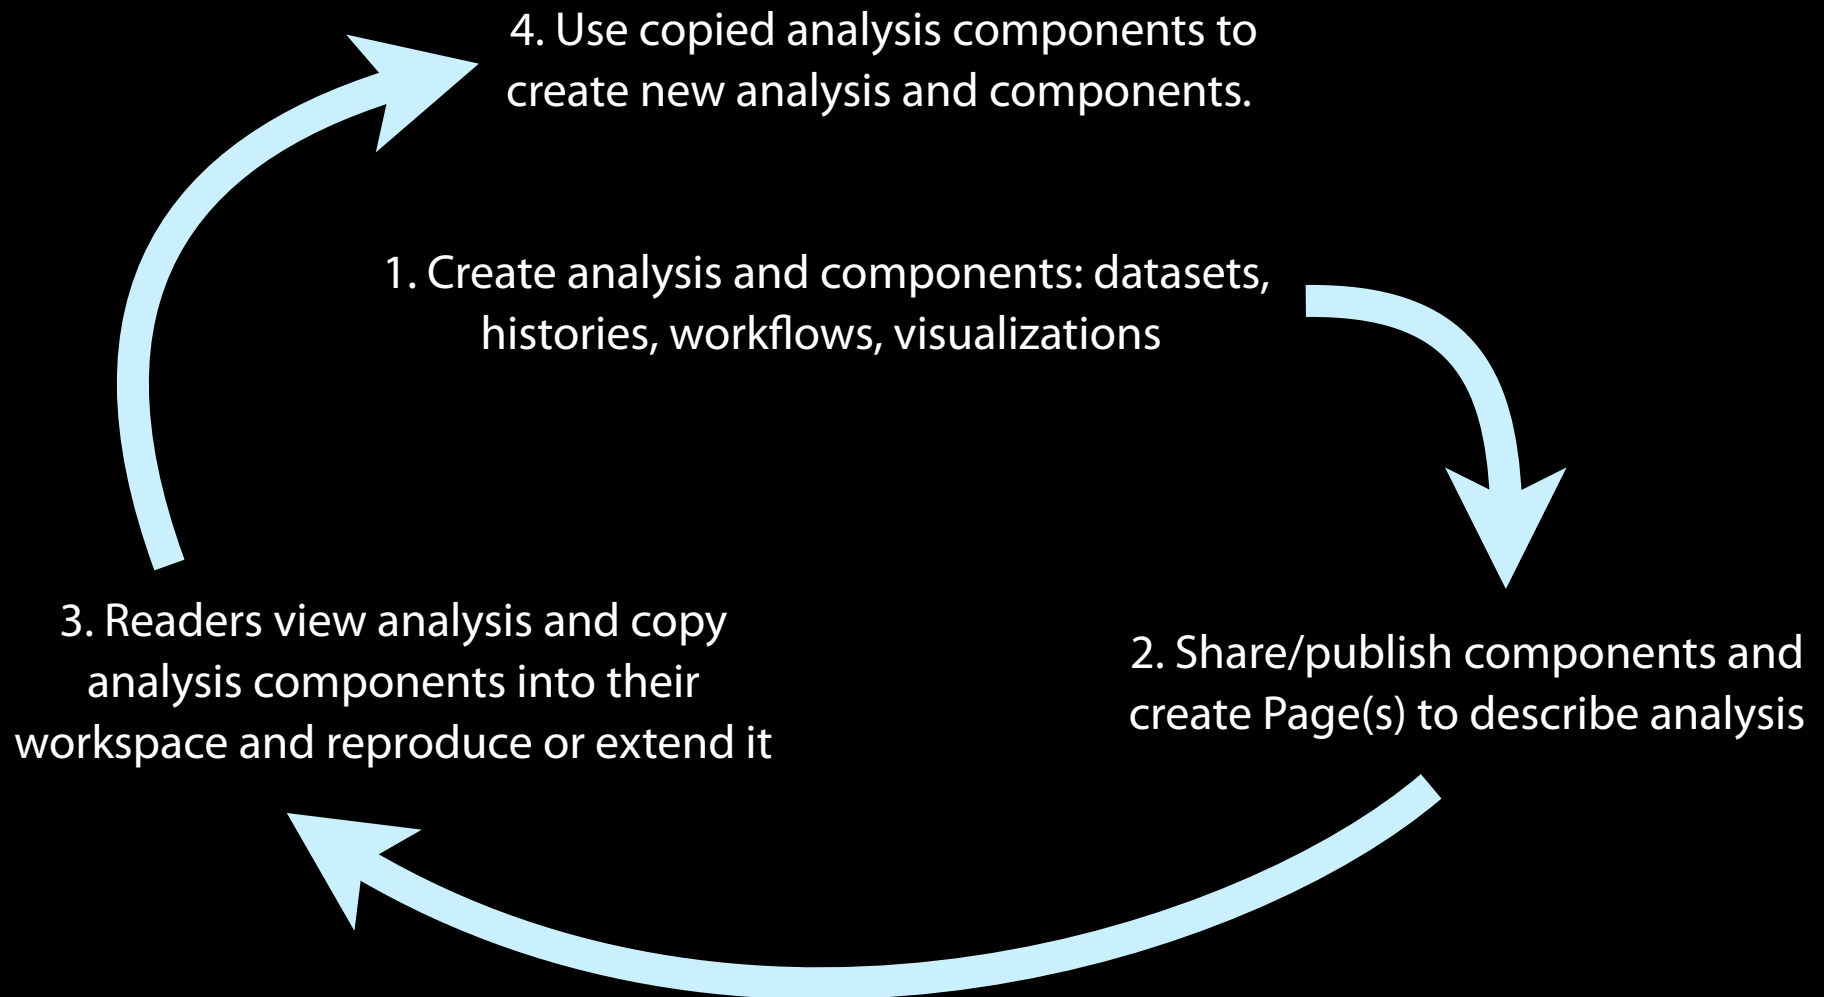 4. Use copied analysis components to
create new analysis and components.
1. Create analysis and components: datasets,
histories, workflows, visualizations
3. Readers view analysis and copy
analysis components into their
workspace and reproduce or extend it
2. Share/publish components and
create Page(s) to describe analysis